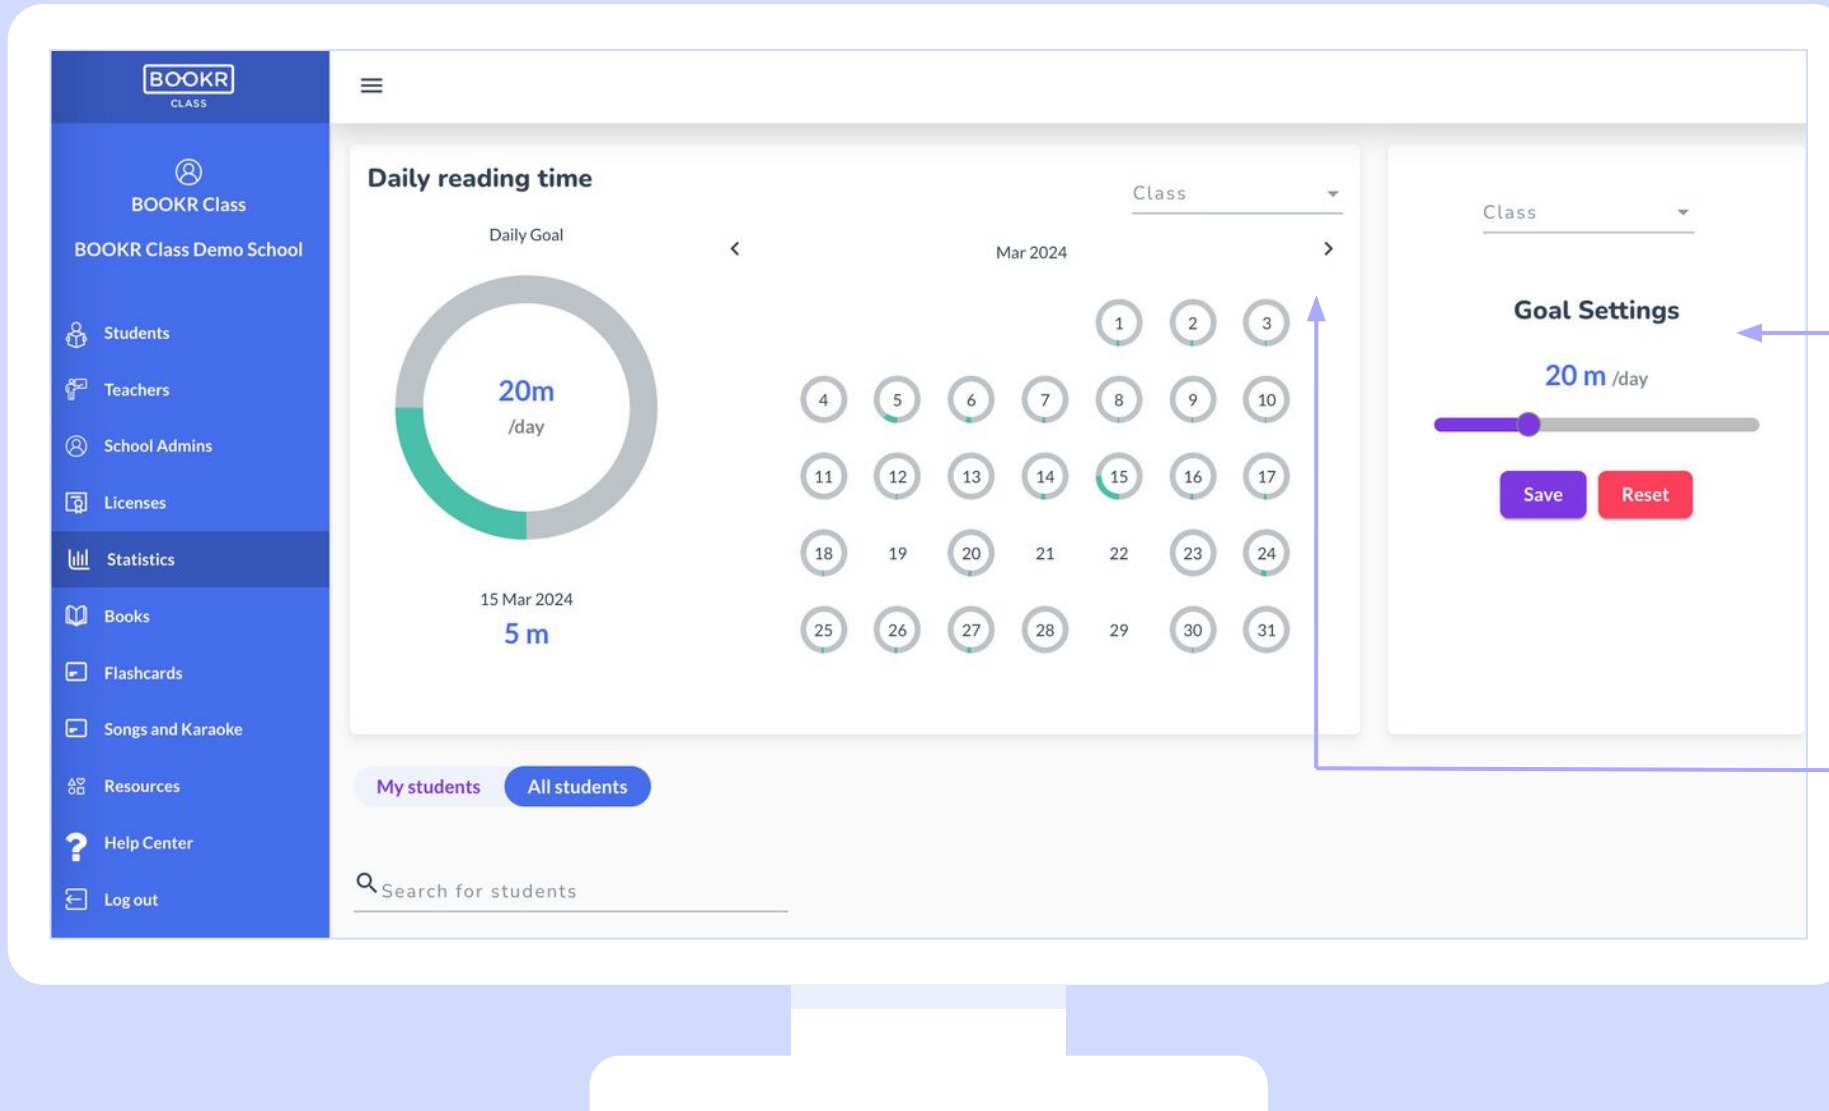 BOOKR
CLASS
BOOKR Class
BOOKR Class Demo School
Students
Teachers
School Admins
Licenses
Statistics
Books
Flashcards
Songs and Karaoke
Resources
Help Center
Log out
Daily reading time
Class
Daily Goal
Mar 2024
20m
/day
15 Mar 2024
5 m
1 2 3
4 5 6 7 8 9 10
11 12 13 14 15 16 17
18 19 20 21 22 23 24
25 26 27 28 29 30 31
Class
Goal Settings
20 m /day
Save Reset
My students All students
Search for students